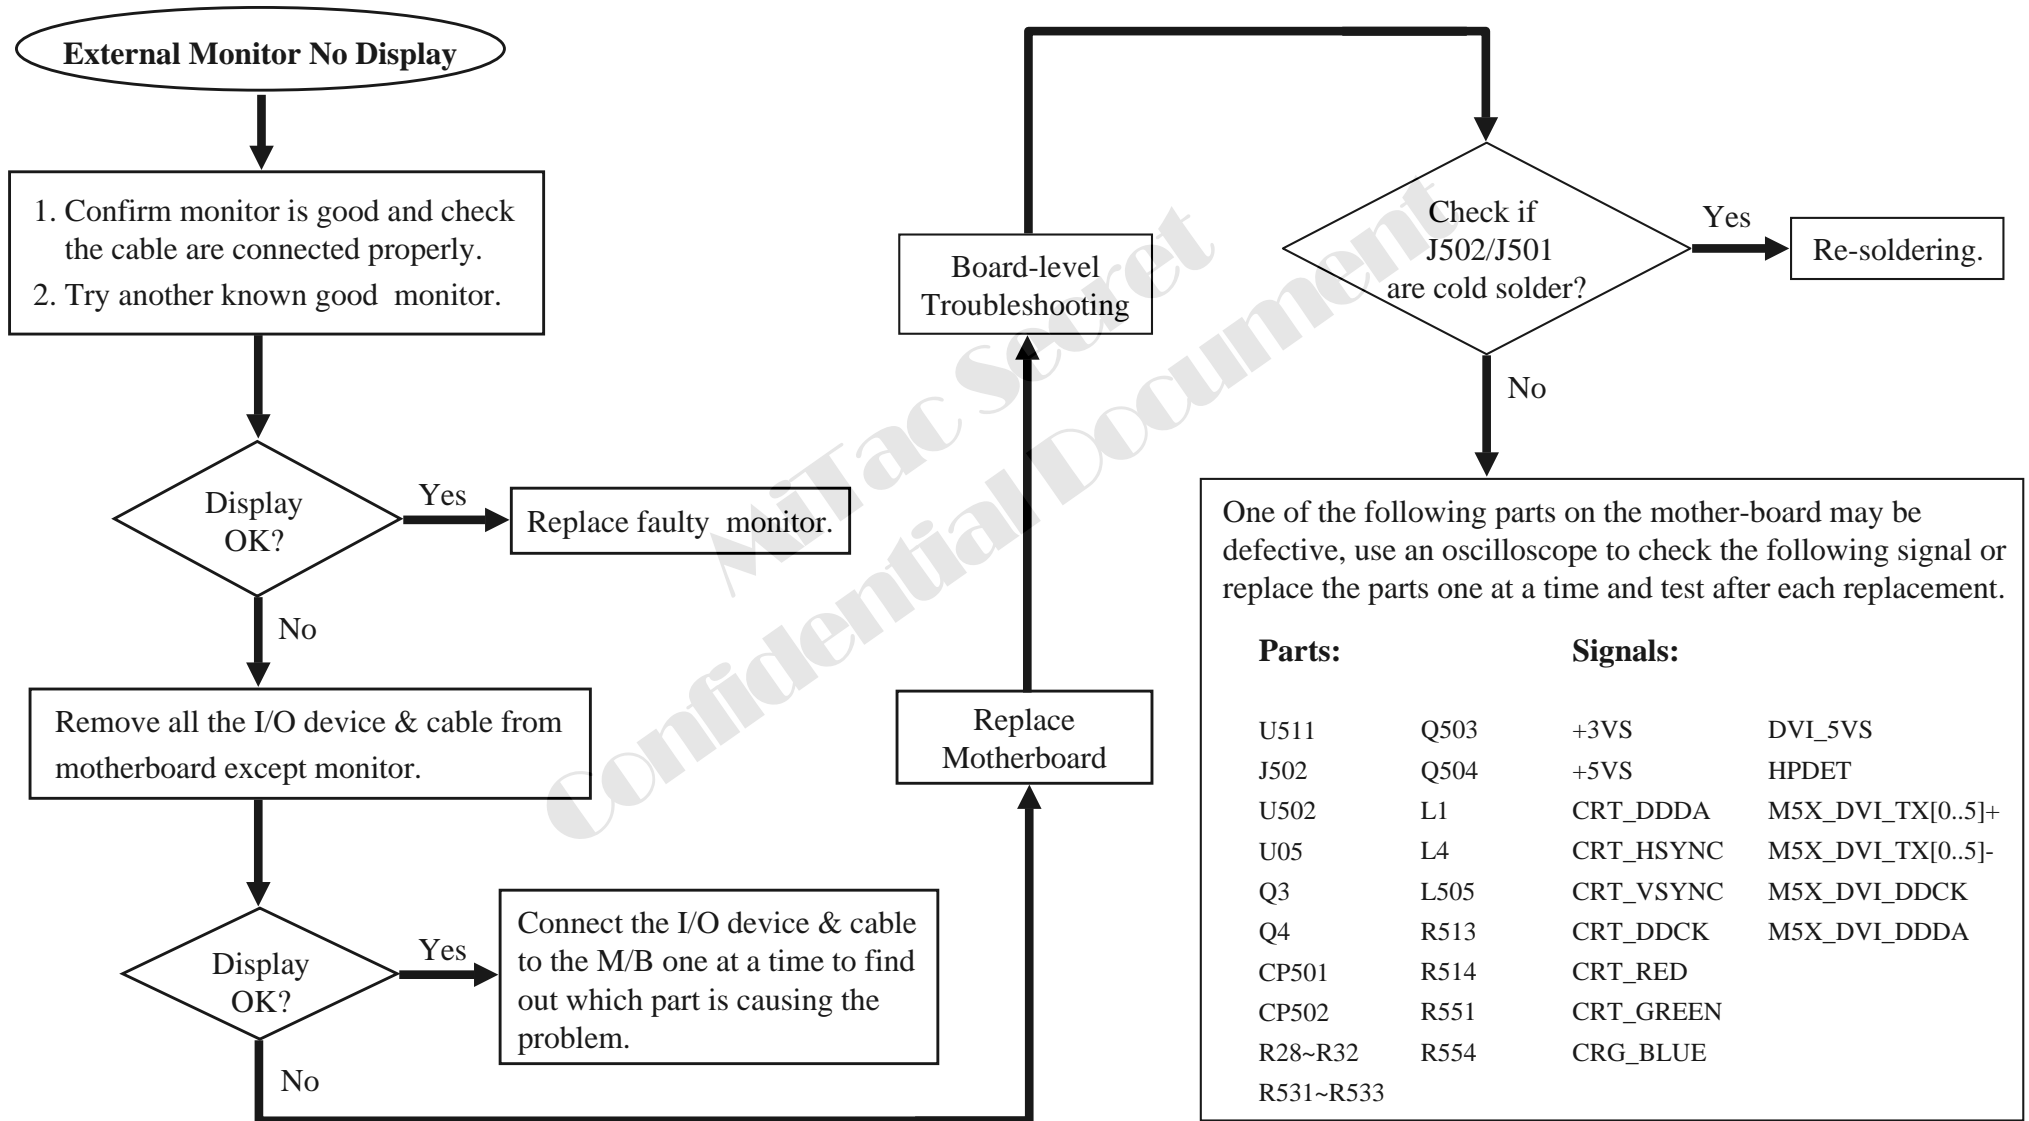 External Monitor No Display
1. Confirm monitor is good and check
the cable are connected properly.
2. Try another known good monitor.
Display
OK?
Yes
Replace faulty monitor.
No
Remove all the I/O device & cable from
motherboard except monitor.
Display
OK?
Yes
Connect the I/O device & cable
to the M/B one at a time to find
out which part is causing the
problem.
No
Replace
Motherboard
Board-level
Troubleshooting
Check if
J502/J501
are cold solder?
Yes
Re-soldering.
No
One of the following parts on the mother-board may be
defective, use an oscilloscope to check the following signal or
replace the parts one at a time and test after each replacement.
Parts: Signals:
U511 Q503 +3VS DVI_5VS
J502 Q504 +5VS HPDET
U502 L1 CRT_DDDA M5X_DVI_TX[0..5]+
U05 L4 CRT_HSYNC M5X_DVI_TX[0..5]-
Q3 L505 CRT_VSYNC M5X_DVI_DDCK
Q4 R513 CRT_DDCK M5X_DVI_DDDA
CP501 R514 CRT_RED
CP502 R551 CRT_GREEN
R28~R32 R554 CRG_BLUE
R531~R533
MiTac Secret
Confidential Document